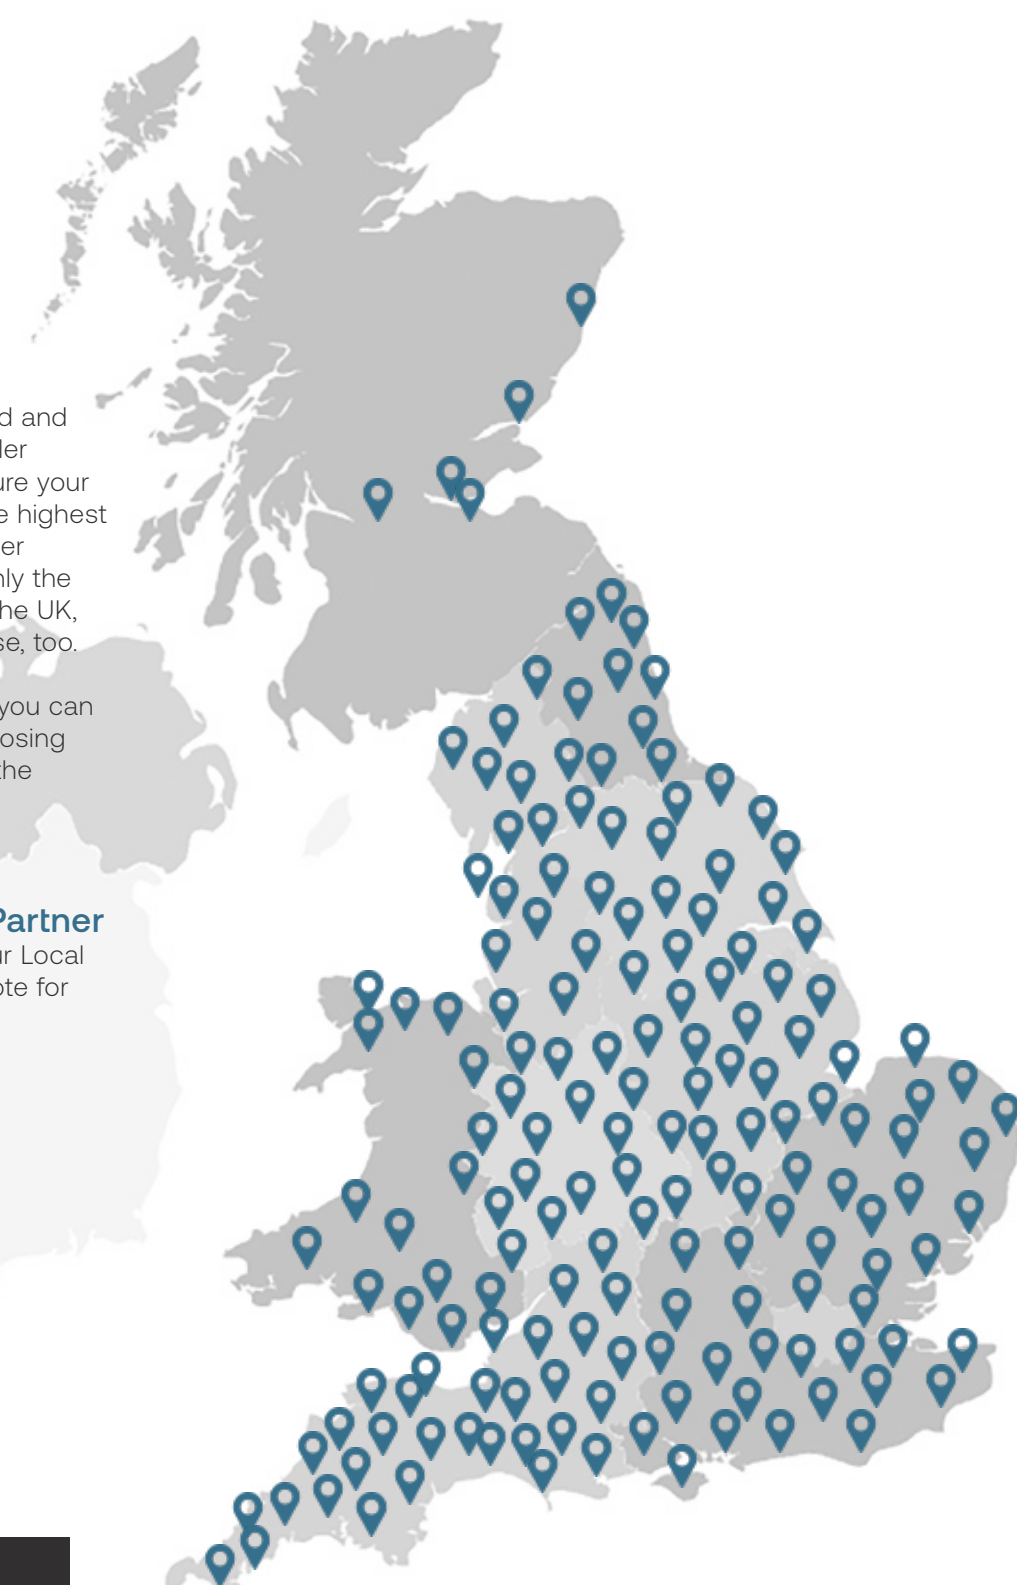 d and
ler
ure your
e highest
er
nly the
he UK,
se, too.
you can
osing
the
Partner
ur Local
ote for